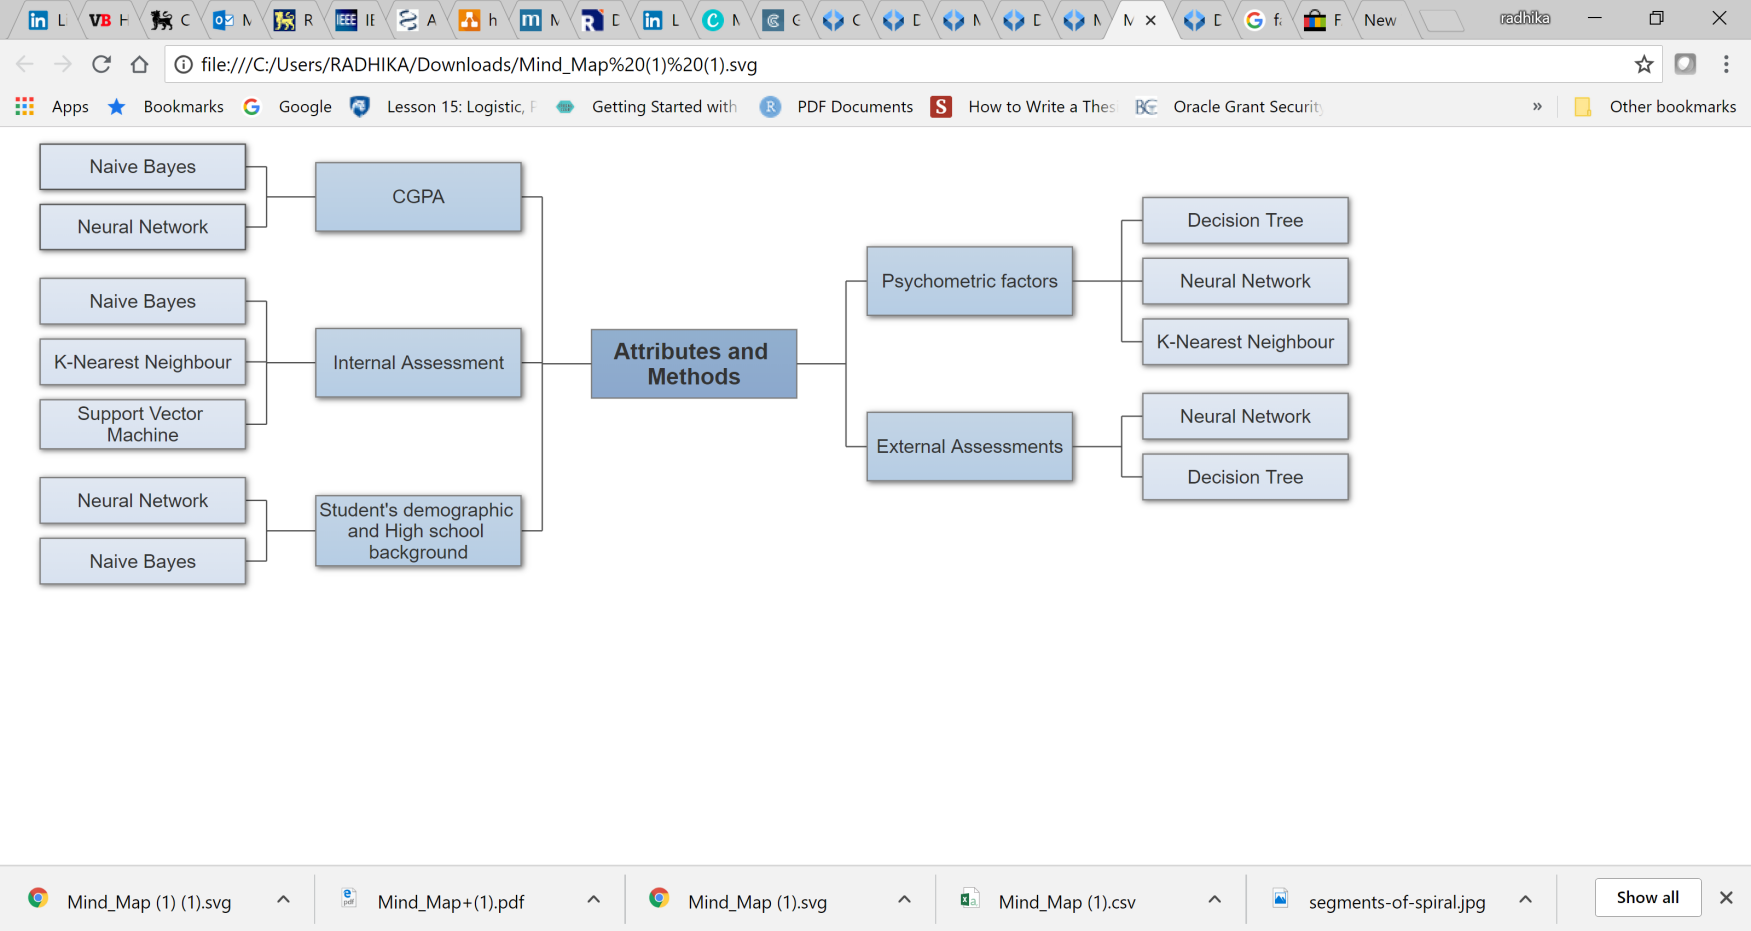 radhika
New
file:///C:/Users/RADHIKA/Downloads/Mind_Map%20(1)%20(1).svg
Apps
Bookmarks
Google
Lesson 15: Logistic,
Getting Started with
PDF Documents
How to Write a Thes
Oracle Grant Security
Other bookmarks
Naive Bayes
Neural Network
CGPA
Naive Bayes
K-Nearest Neighbour
Support Vector
Machine
Internal Assessment
Neural Network
Naive Bayes
Student's demographic
and High school
background
Attributes and
Methods
Psychometric factors
Decision Tree
Neural Network
K-Nearest Neighbour
External Assessments
Neural Network
Decision Tree
Mind_Map (1) (1).svg
Mind_Map+(1).pdf
Mind_Map (1).svg
Mind_Map (1).csv
segments-of-spiral.jpg
Show all